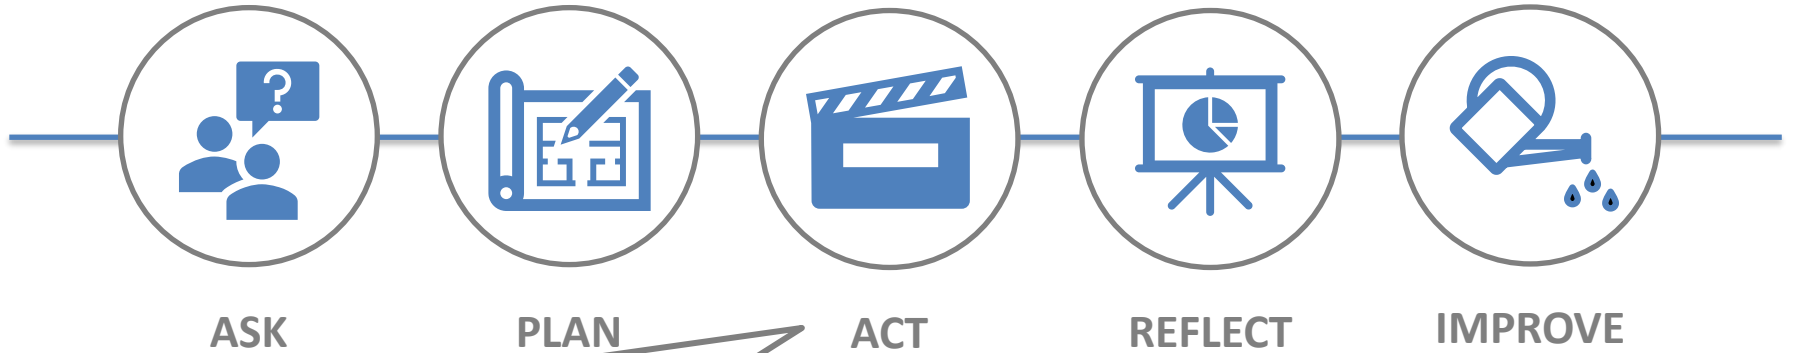 ?
ASK
PLAN
ACT
REFLECT
IMPROVE